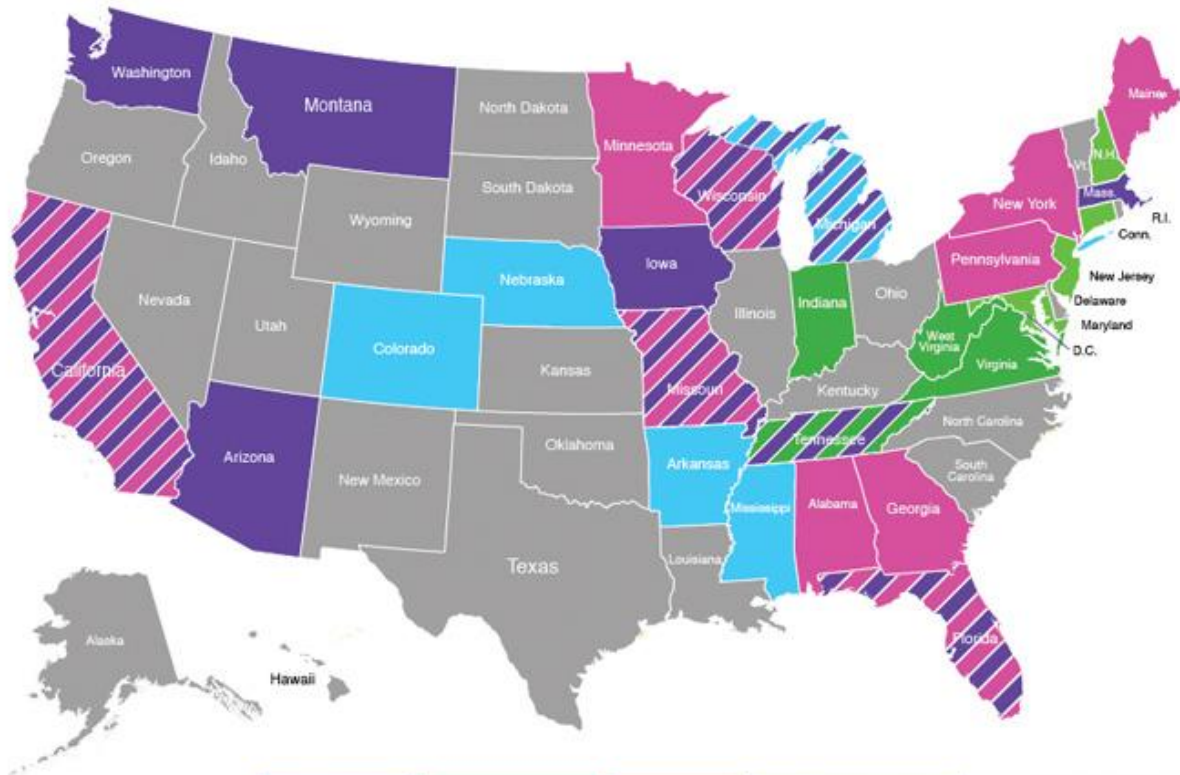 Washington
Montana
North Dakota
Minnesota
Maine
Oregon
Idaho
Wisconsin
Michigan
Vt.
N.H.
South Dakota
Wyoming
New York
Mass.
R.I.
Conn.
Iowa
Pennsylvania
Nebraska
New Jersey
Nevada
Utah
Illinois
Indiana
Ohio
Delaware
Maryland
D.C.
Colorado
Kansas
Missouri
West
Virginia
Virginia
California
Kentucky
Arizona
New Mexico
Oklahoma
Arkansas
Tennessee
North Carolina
South
Carolina
Mississippi
Alabama
Georgia
Texas
Louisiana
Alaska
Hawaii
Florida